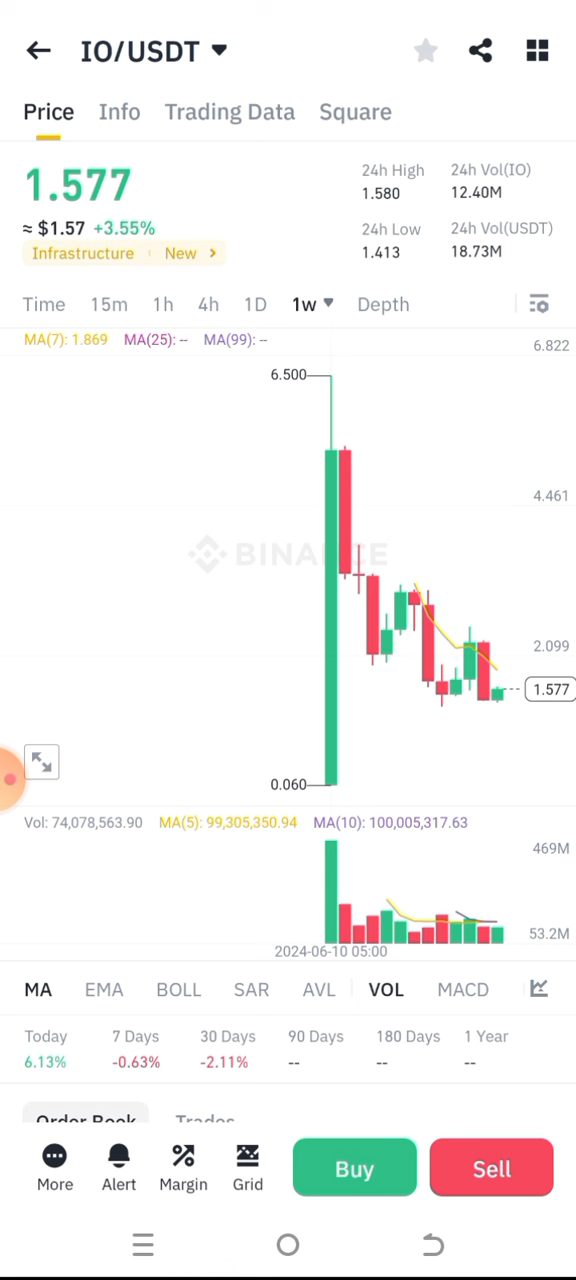 IO/USDT
Price Info Trading Data Square
1.577
24h High 24h Vol(IO)
1.580 12.40M
≈ $1.57 +3.55%
24h Low 24h Vol(USDT)
1.413 18.73M
Infrastructure New
Time 15m 1h 4h 1D 1w Depth
MA(7): 1.869 MA(25): -- MA(99): --
6.822
6.500
4.461
BINANCE
2.099
1.577
0.060
Vol: 74,078,563.90 MA(5): 99,305,350.94 MA(10): 100,005,317.63
469M
53.2M
2024-06-10 05:00
MA EMA BOLL SAR AVL VOL MACD
Today 7 Days 30 Days 90 Days 180 Days 1 Year
6.13% -0.63% -2.11% -- -- --
Order Book Trades
More Alert Margin Grid Buy Sell